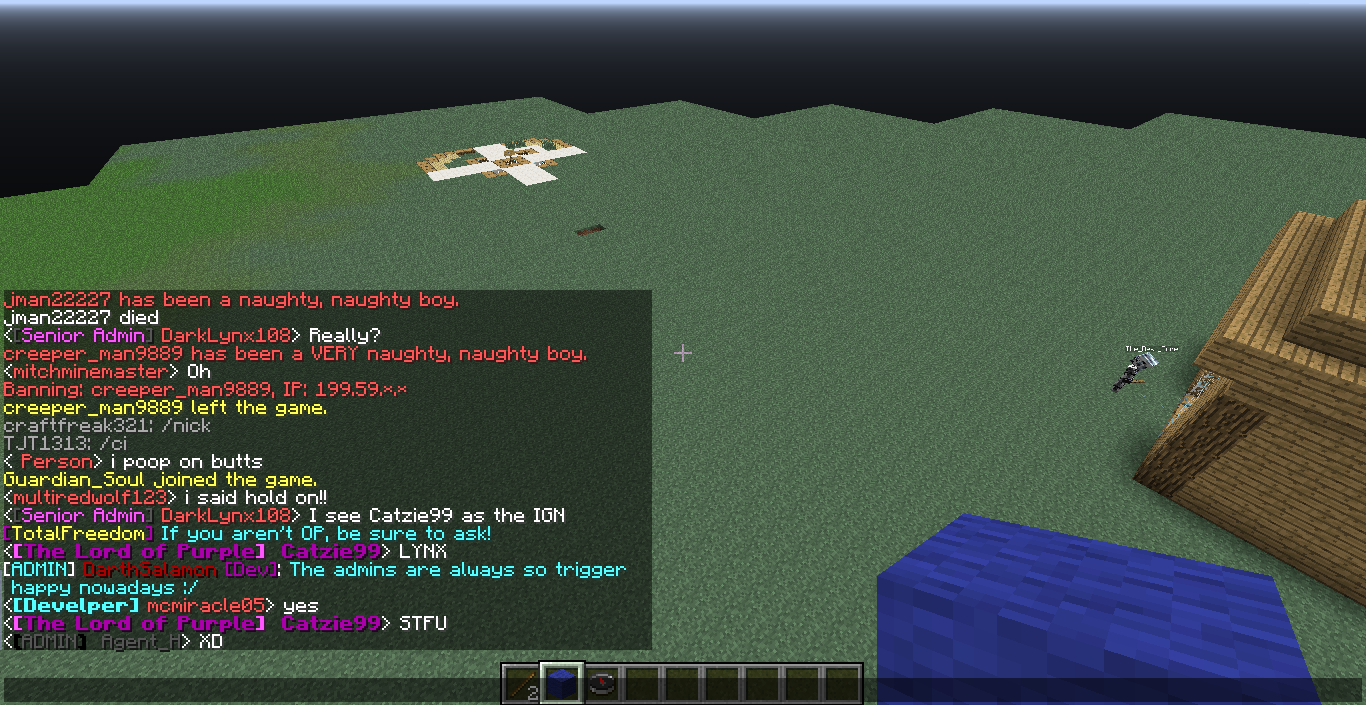 jman22227 has been a naughty, naughty boy.
jman22227 died
<[Senior Admin] DarkLynx108> Really?
creeper_man9889 has been a VERY naughty, naughty boy.
<mitchminemaster> Oh
Banning: creeper_man9889, IP: 199.59.*.*
creeper_man9889 left the game.
craftfreak321: /nick
TJT1313: /ci
< Person> i poop on butts
Guardian_Soul joined the game.
<multiredwolf123> i said hold on!!
<[Senior Admin] DarkLynx108> I see Catzie99 as the IGN
[TotalFreedom] If you aren't OP, be sure to ask!
<[The Lord of Purple] Catzie99> LYNX
[ADMIN] DarthSalamon [Dev]: The admins are always so trigger
happy nowadays :/
<[Develper] mcmiracle05> yes
<[The Lord of Purple] Catzie99> STFU
<[ADMIN] Agent_H> XD
2